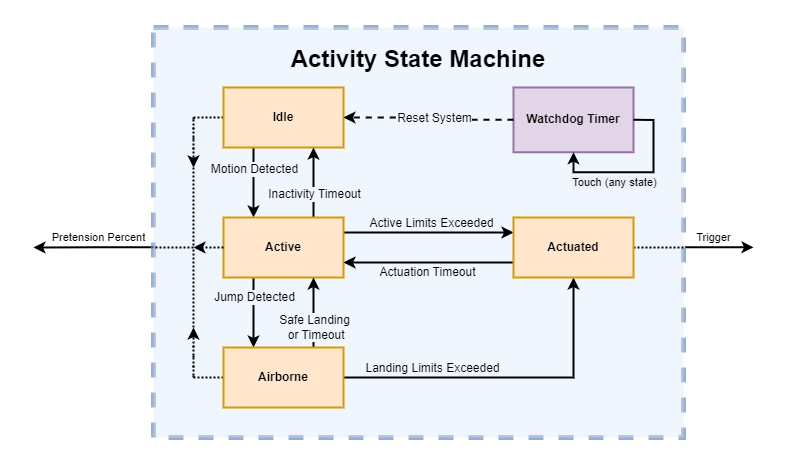 Activity State Machine
Idle
Reset System
Watchdog Timer
Motion Detected
Touch (any state)
Inactivity Timeout
Pretension Percent
Active
Active Limits Exceeded
Actuated
Trigger
Actuation Timeout
Jump Detected
Safe Landing
or Timeout
Airborne
Landing Limits Exceeded